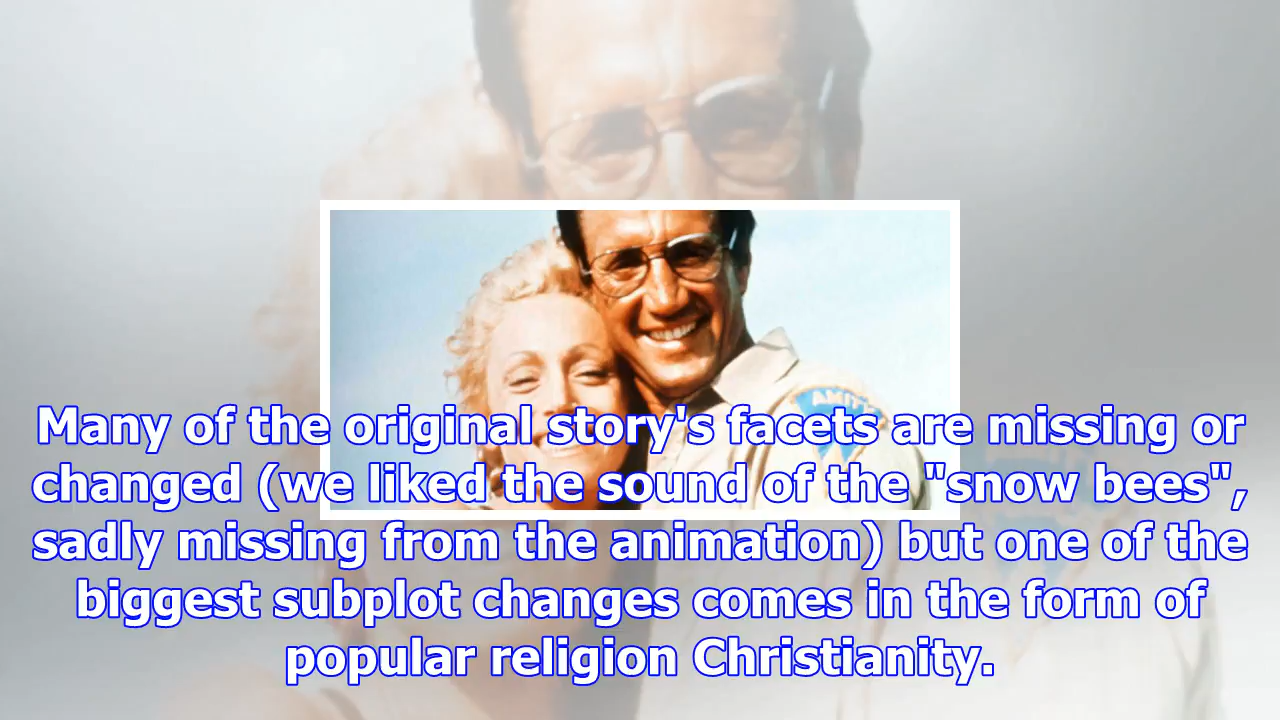 AMITY
Many of the original story's facets are missing or
changed (we liked the sound of the "snow bees",
sadly missing from the animation) but one of the
biggest subplot changes comes in the form of
popular religion Christianity.